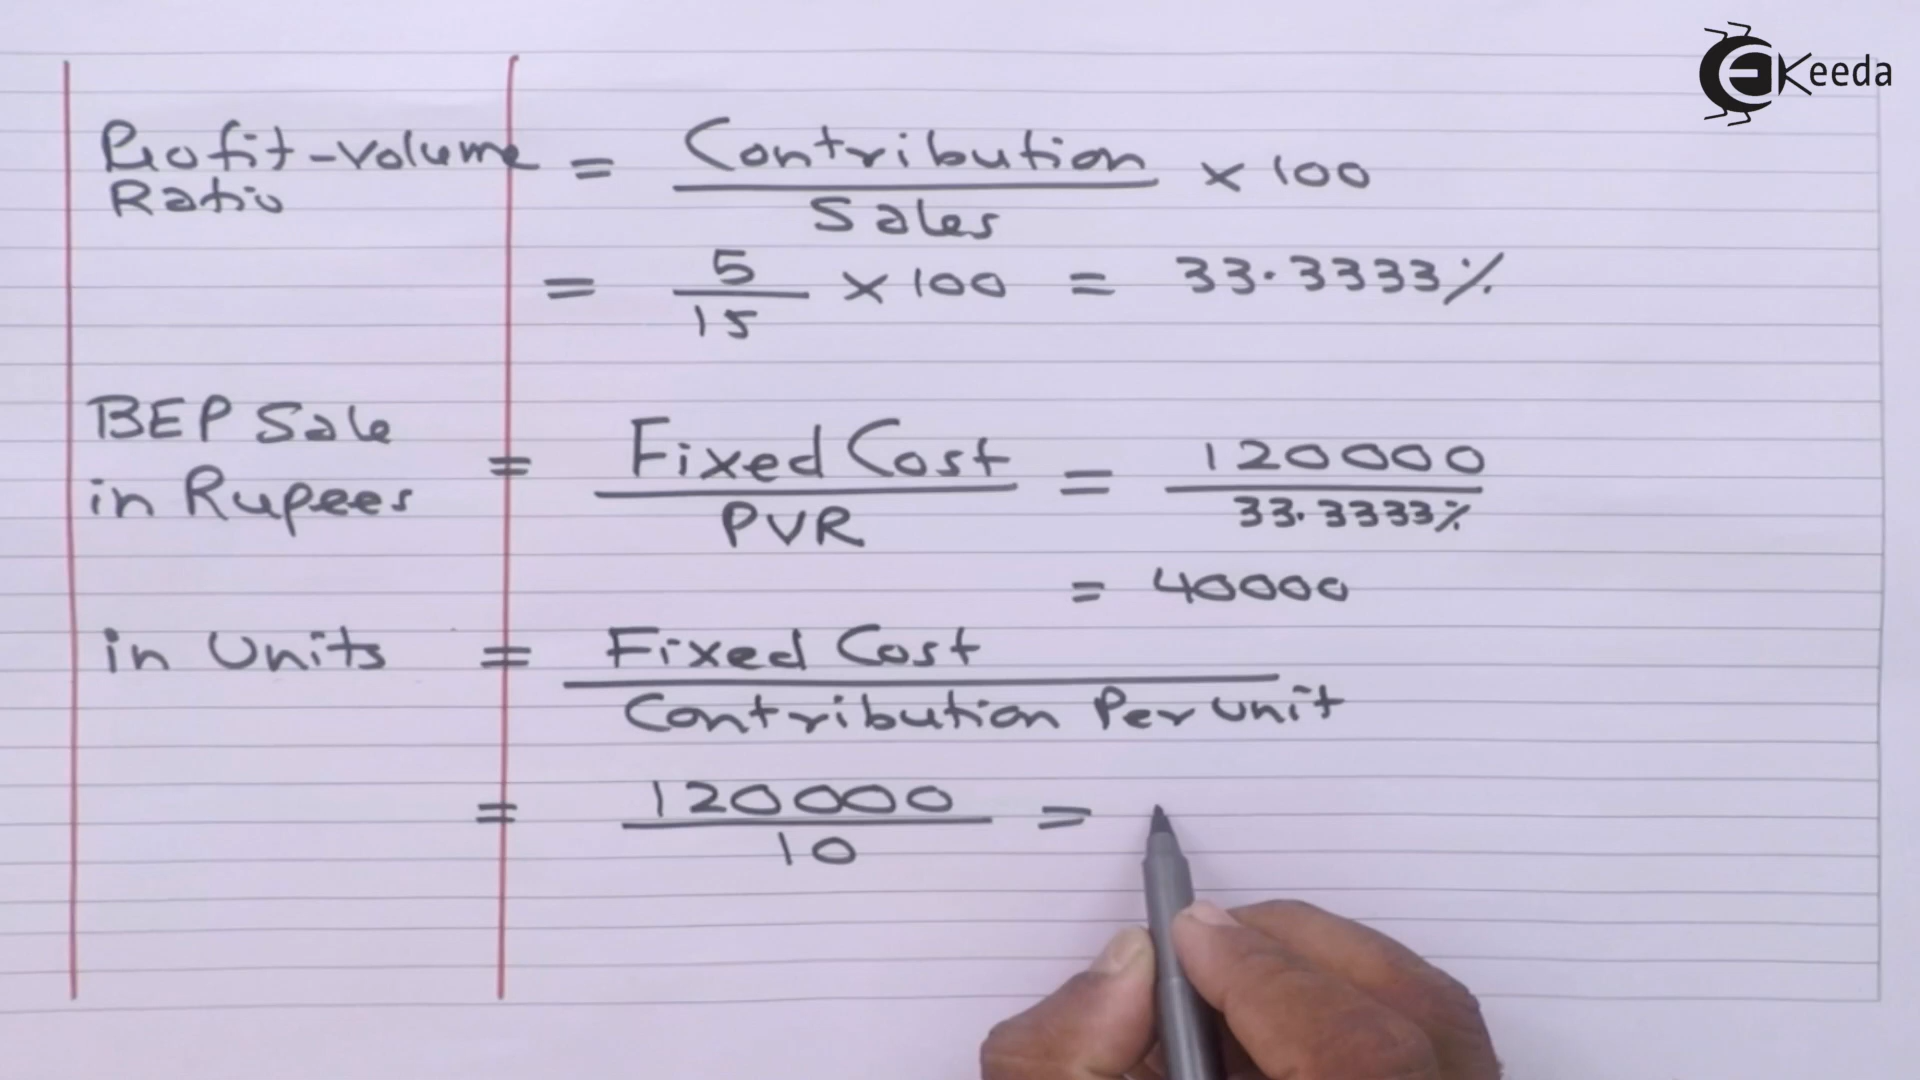 EKeeda
Profit-volume Ratio = Contribution / Sales × 100
= 5 / 15 × 100 = 33.3333%
BEP Sale in Rupees = Fixed Cost / PVR = 120000 / 33.3333%
= 40000
in Units = Fixed Cost / Contribution Per unit
= 120000 / 10 =